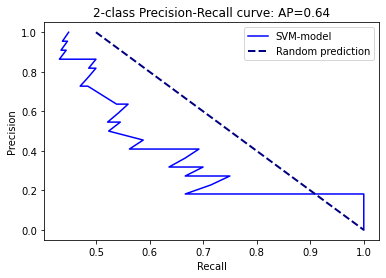 2-class Precision-Recall curve: AP=0.64
SVM-model
Random prediction
Precision
1.0
0.8
0.6
0.4
0.2
0.0
0.5
0.6
0.7
0.8
0.9
1.0
Recall